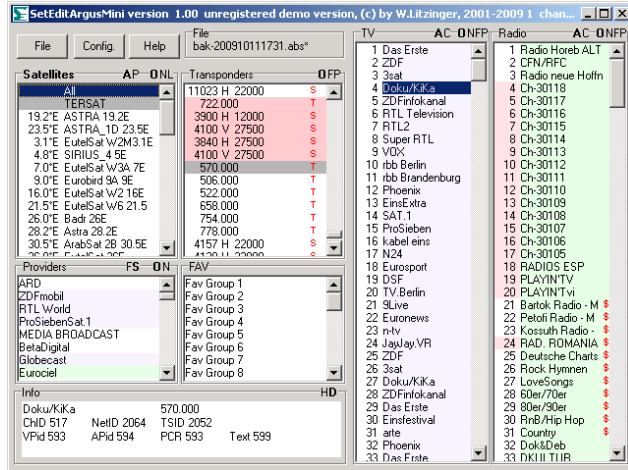 SetEditArgusMini version 1.00 unregistered demo version, (c) by W.Litzinger, 2001-2009 1 chan...
File
Config.
Help
File
bak-200910111731.abs*
Satellites AP ONL
All
TERSAT
19.2°E ASTRA 19.2E
23.5°E ASTRA_1D 23.5E
3.1°E EutelSat W2M3.1E
4.8°E SIRIUS_4 5E
7.0°E EutelSat W3A 7E
9.0°E Eurobird 9A 9E
16.0°E EutelSat W2 16E
21.5°E EutelSat W6 21.5
26.0°E Badr 26E
28.2°E Astra 28.2E
30.5°E ArabSat 2B 30.5E
Transponders OFP
11023 H 22000 S
722.000 T
3900 H 12000 S
4100 V 27500 S
3840 H 27500 S
4100 V 27500 S
570.000 T
506.000 T
522.000 T
658.000 T
754.000 T
778.000 T
4157 H 22000 S
Providers FS ON
ARD
ZDFmobil
RTL World
ProSiebenSat.1
MEDIA BROADCAST
BetaDigital
Globecast
Eurociel
FAV
Fav Group 1
Fav Group 2
Fav Group 3
Fav Group 4
Fav Group 5
Fav Group 6
Fav Group 7
Fav Group 8
Info HD
Doku/KiKa 570.000
ChID 517 NetID 2064 TSID 2052
VPid 593 APid 594 PCR 593 Text 599
TV AC ONFP
1 Das Erste
2 ZDF
3 3sat
4 Doku/KiKa
5 ZDFinfokanal
6 RTL Television
7 RTL2
8 Super RTL
9 VOX
10 rbb Berlin
11 rbb Brandenburg
12 Phoenix
13 EinsExtra
14 SAT.1
15 ProSieben
16 kabel eins
17 N24
18 Eurosport
19 DSF
20 TV.Berlin
21 9Live
22 Euronews
23 n-tv
24 JayJay.VR
25 ZDF
26 3sat
27 Doku/KiKa
28 ZDFinfokanal
29 Das Erste
30 Einsfestival
31 arte
32 Phoenix
33 Das Erste
Radio AC ONFP
1 Radio Horeb ALT
2 CFN/RFC
3 Radio neue Hoffn
4 Ch-30118
5 Ch-30117
6 Ch-30116
7 Ch-30115
8 Ch-30114
9 Ch-30113
10 Ch-30112
11 Ch-30111
12 Ch-30110
13 Ch-30109
14 Ch-30108
15 Ch-30107
16 Ch-30106
17 Ch-30105
18 RADIOS ESP
19 PLAYIN'TV
20 PLAYIN'Tvi
21 Bartok Radio - M $
22 Petofi Radio - M $
23 Kossuth Radio - $
24 RAD. ROMANIA $
25 Deutsche Charts $
26 Rock Hymnen $
27 LoveSongs $
28 60er/70er $
29 80er/90er $
30 RnB/Hip Hop $
31 Country $
32 Dok&Deb
33 DKULTUR